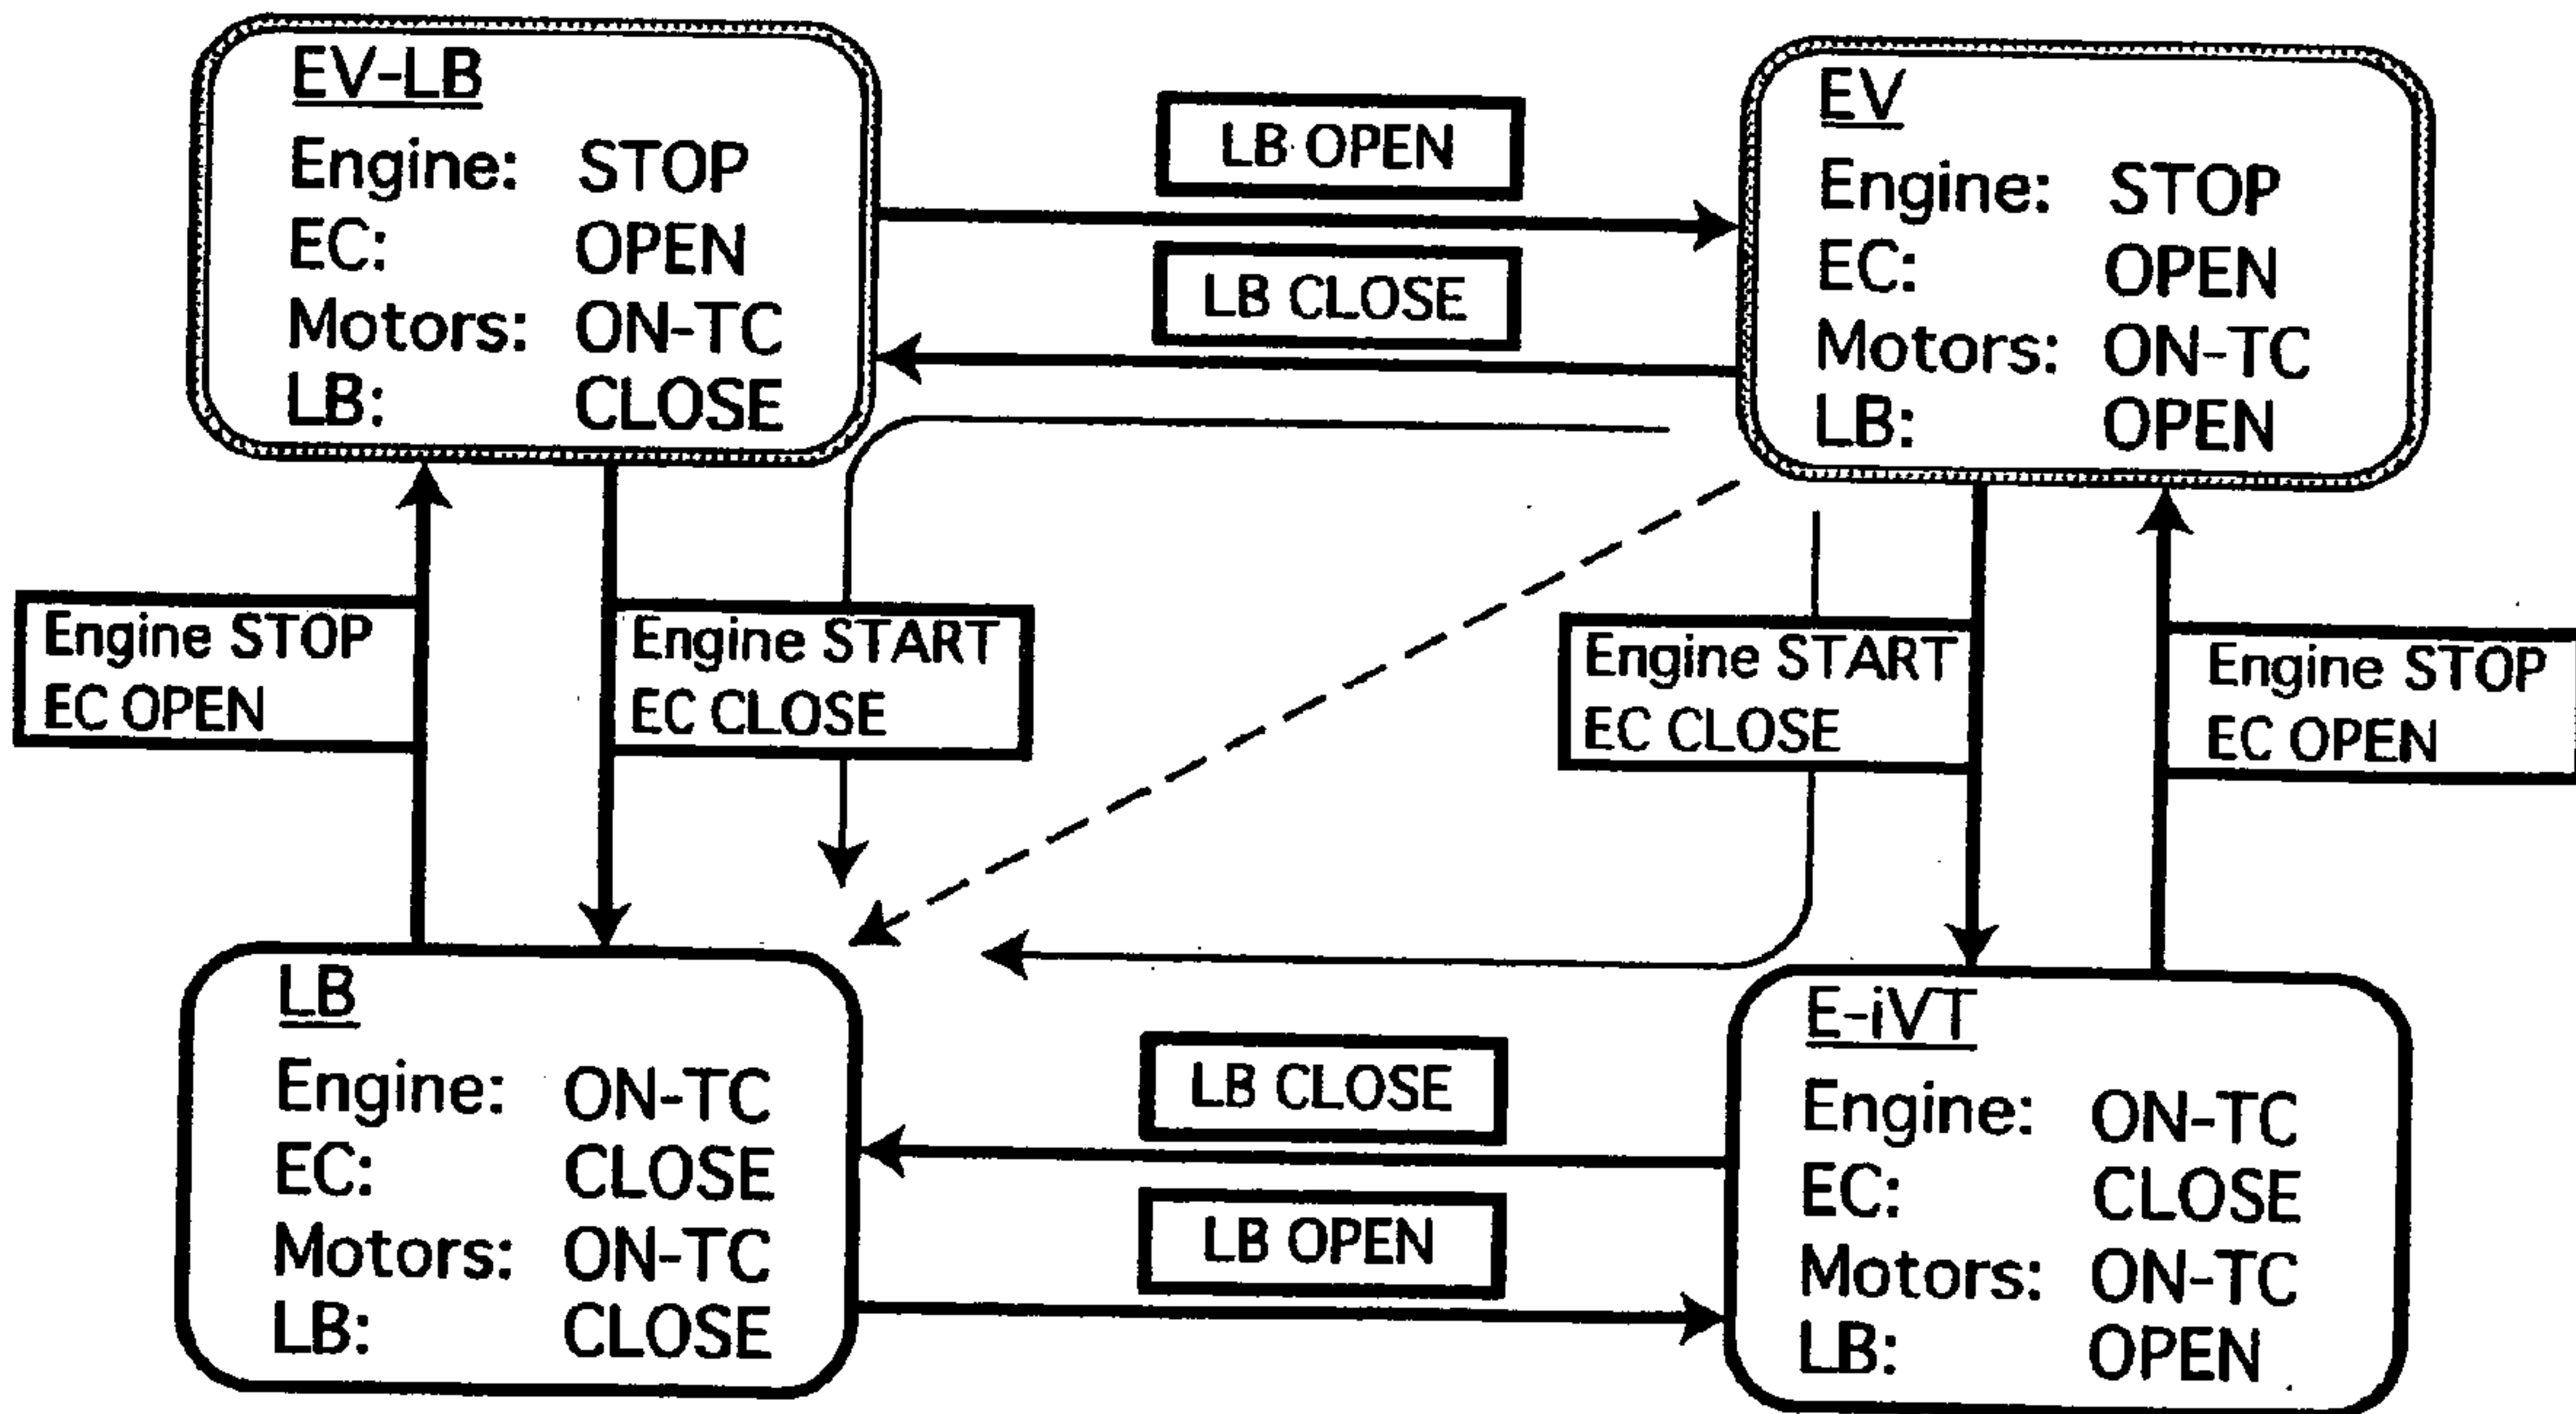 EV-LB
Engine: STOP
EC: OPEN
Motors: ON-TC
LB: CLOSE
LB OPEN
LB CLOSE
EV
Engine: STOP
EC: OPEN
Motors: ON-TC
LB: OPEN
Engine STOP
EC OPEN
Engine START
EC CLOSE
Engine START
EC CLOSE
Engine STOP
EC OPEN
LB
Engine: ON-TC
EC: CLOSE
Motors: ON-TC
LB: CLOSE
LB CLOSE
LB OPEN
E-iVT
Engine: ON-TC
EC: CLOSE
Motors: ON-TC
LB: OPEN